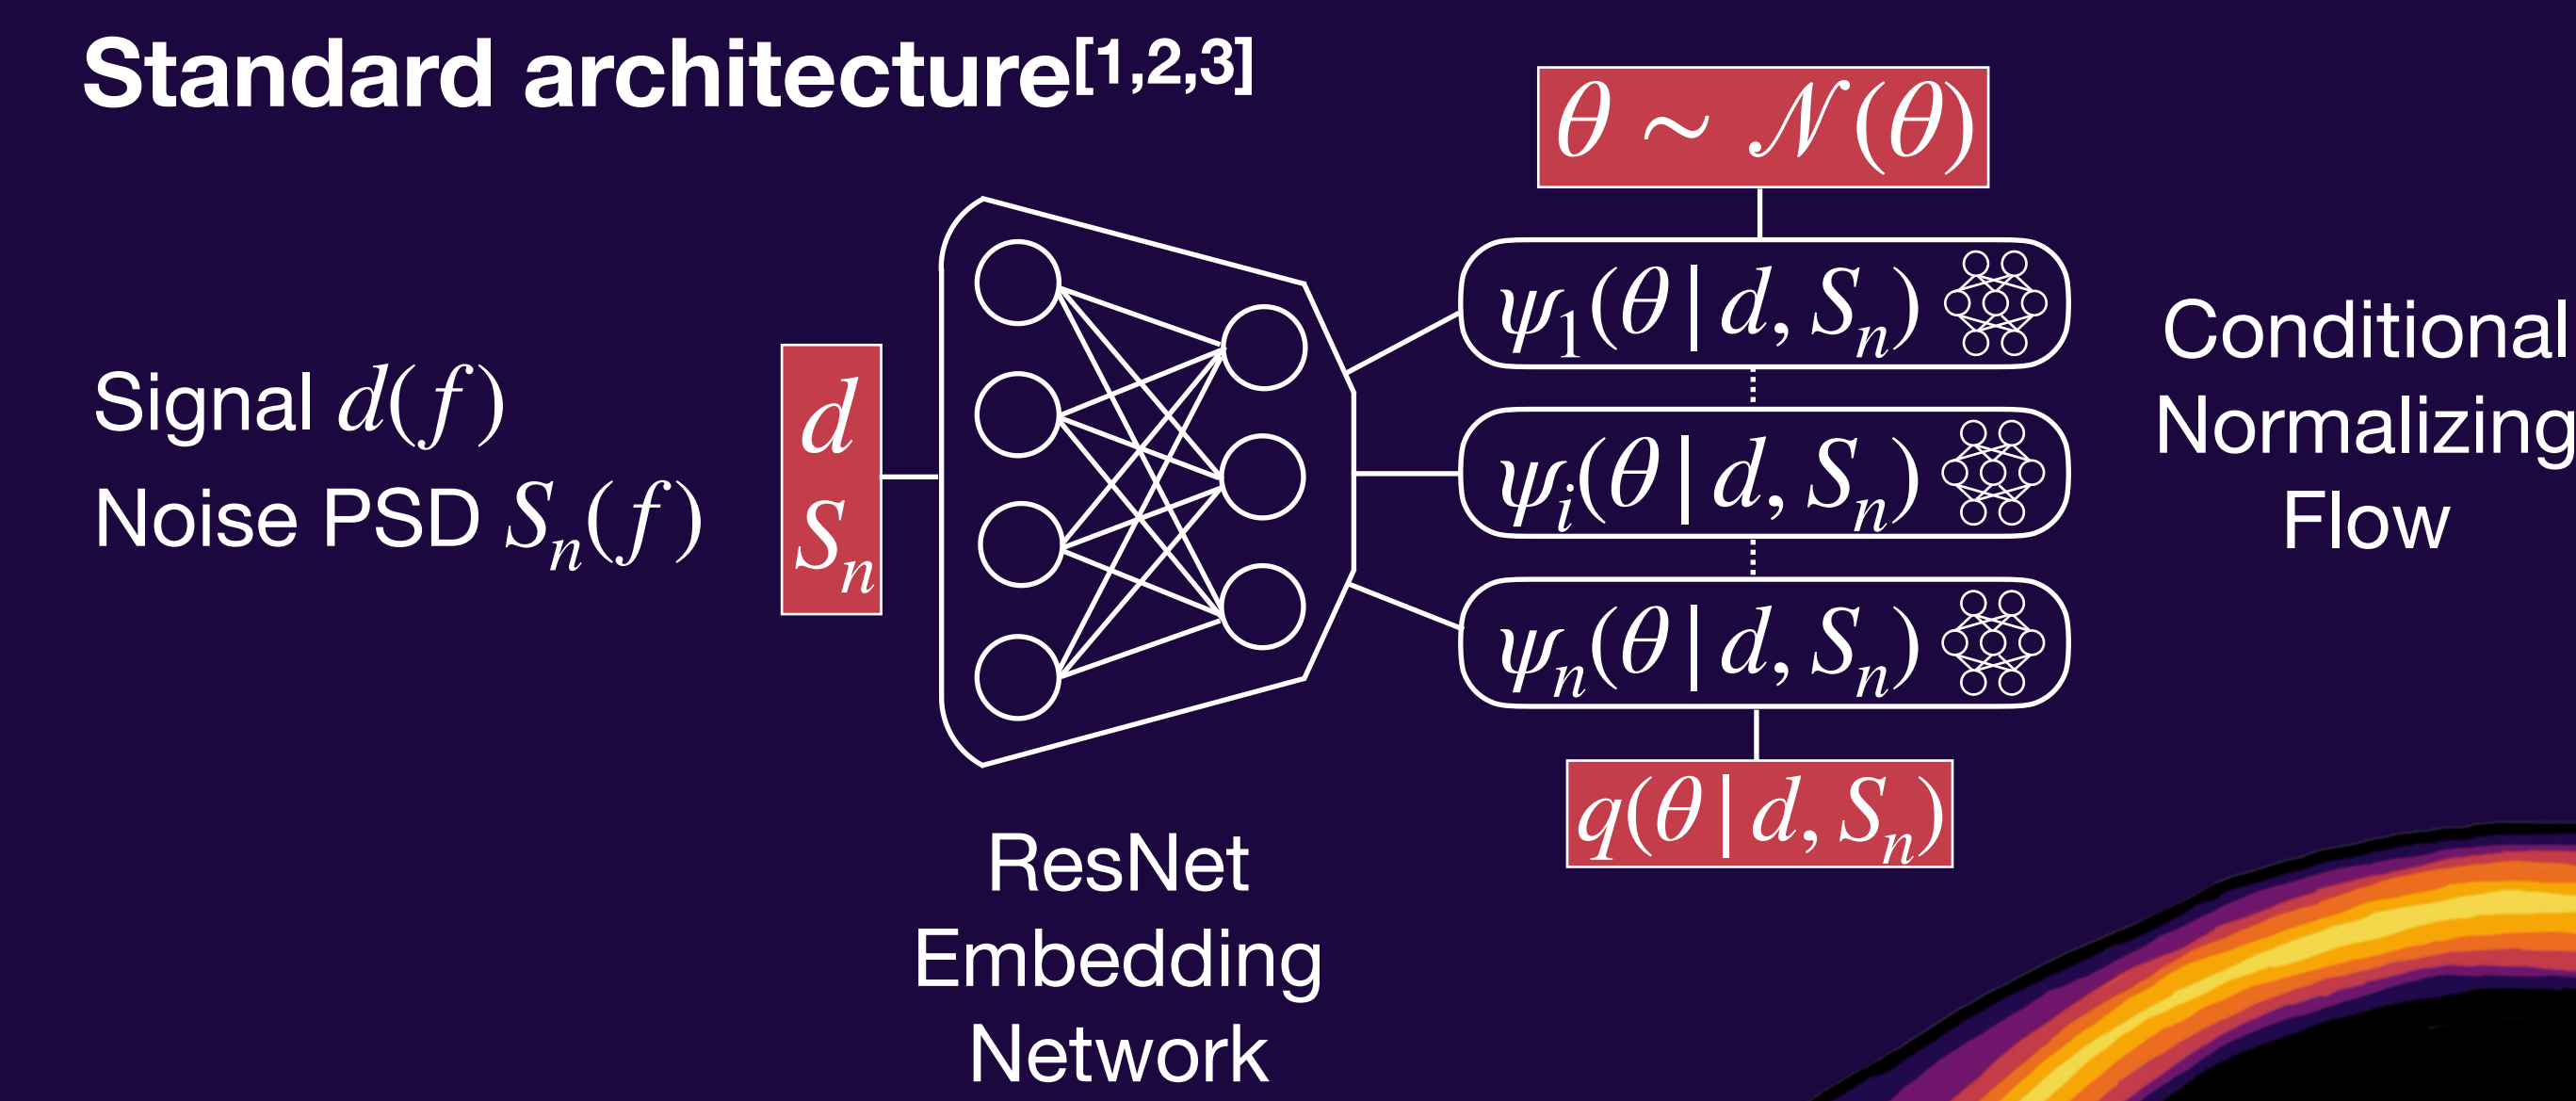 Standard architecture[1,2,3]
Signal d(f)
Noise PSD Sₙ(f)
d
Sₙ
ResNet
Embedding
Network
θ ~ 𝒩(θ)
ψ₁(θ | d, Sₙ)
ψᵢ(θ | d, Sₙ)
ψₙ(θ | d, Sₙ)
q(θ | d, Sₙ)
Conditional
Normalizing
Flow